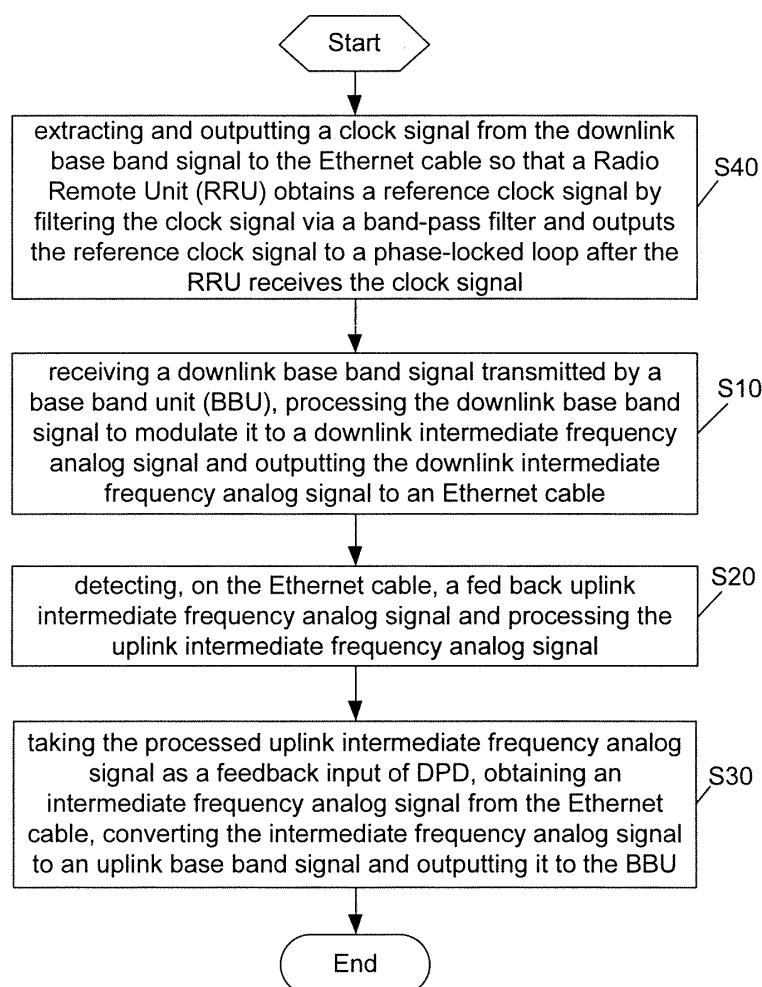 Start
extracting and outputting a clock signal from the downlink
base band signal to the Ethernet cable so that a Radio
Remote Unit (RRU) obtains a reference clock signal by
filtering the clock signal via a band-pass filter and outputs
the reference clock signal to a phase-locked loop after the
RRU receives the clock signal
S40
receiving a downlink base band signal transmitted by a
base band unit (BBU), processing the downlink base band
signal to modulate it to a downlink intermediate frequency
analog signal and outputting the downlink intermediate
frequency analog signal to an Ethernet cable
S10
detecting, on the Ethernet cable, a fed back uplink
intermediate frequency analog signal and processing the
uplink intermediate frequency analog signal
S20
taking the processed uplink intermediate frequency analog
signal as a feedback input of DPD, obtaining an
intermediate frequency analog signal from the Ethernet
cable, converting the intermediate frequency analog signal
to an uplink base band signal and outputting it to the BBU
S30
End